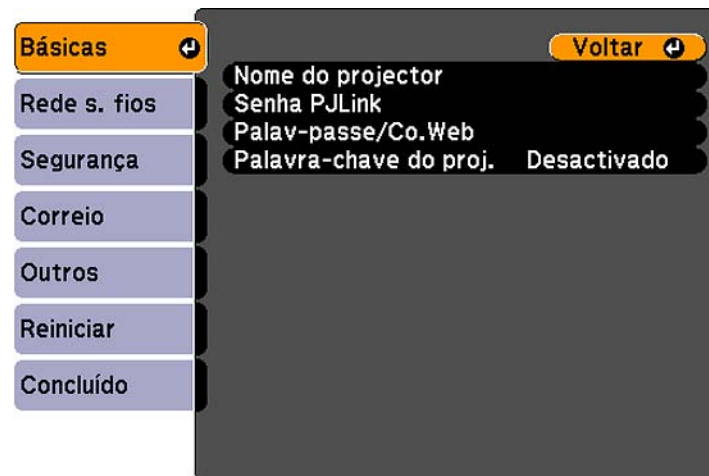 Básicas
Rede s. fios
Segurança
Correio
Outros
Reiniciar
Concluído
Voltar
Nome do projector
Senha PJLink
Palav-passe/Co.Web
Palavra-chave do proj. Desactivado